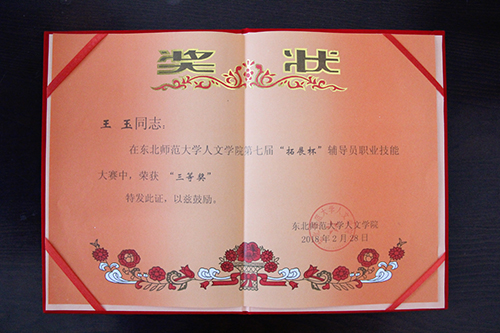 奖状
王 玉同志：
在东北师范大学人文学院第七届“拓展杯”辅导员职业技能
大赛中，荣获 “三等奖”
特发此证，以兹鼓励。
东北师范大学人文学院
2018年2月28日